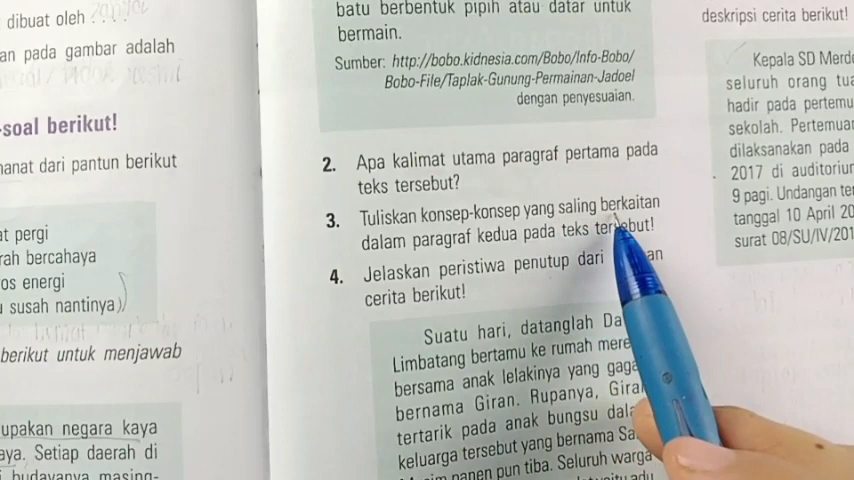 dibuat oleh
an pada gambar adalah
-soal berikut!
nanat dari pantun berikut
at pergi
rah bercahaya
os energi
susah nantinya)
berikut untuk menjawab
upakan negara kaya
aya. Setiap daerah di
budayanya masing-
batu berbentuk pipih atau datar untuk
bermain.
Sumber: http://bobo.kidnesia.com/Bobo/Info-Bobo/
Bobo-File/Taplak-Gunung-Permainan-Jadoel
dengan penyesuaian.
2. Apa kalimat utama paragraf pertama pada
teks tersebut?
3. Tuliskan konsep-konsep yang saling berkaitan
dalam paragraf kedua pada teks tersebut!
4. Jelaskan peristiwa penutup dari an
cerita berikut!
Suatu hari, datanglah Da
Limbatang bertamu ke rumah mere
bersama anak lelakinya yang gaga
bernama Giran. Rupanya, Gira
tertarik pada anak bungsu dala
keluarga tersebut yang bernama Sa
panen pun tiba. Seluruh warga
deskripsi cerita berikut!
Kepala SD Merd
seluruh orang tua
hadir pada pertemu
sekolah. Pertemuan
dilaksanakan pada
2017 di auditorium
9 pagi. Undangan te
tanggal 10 April 20
surat 08/SU/IV/201